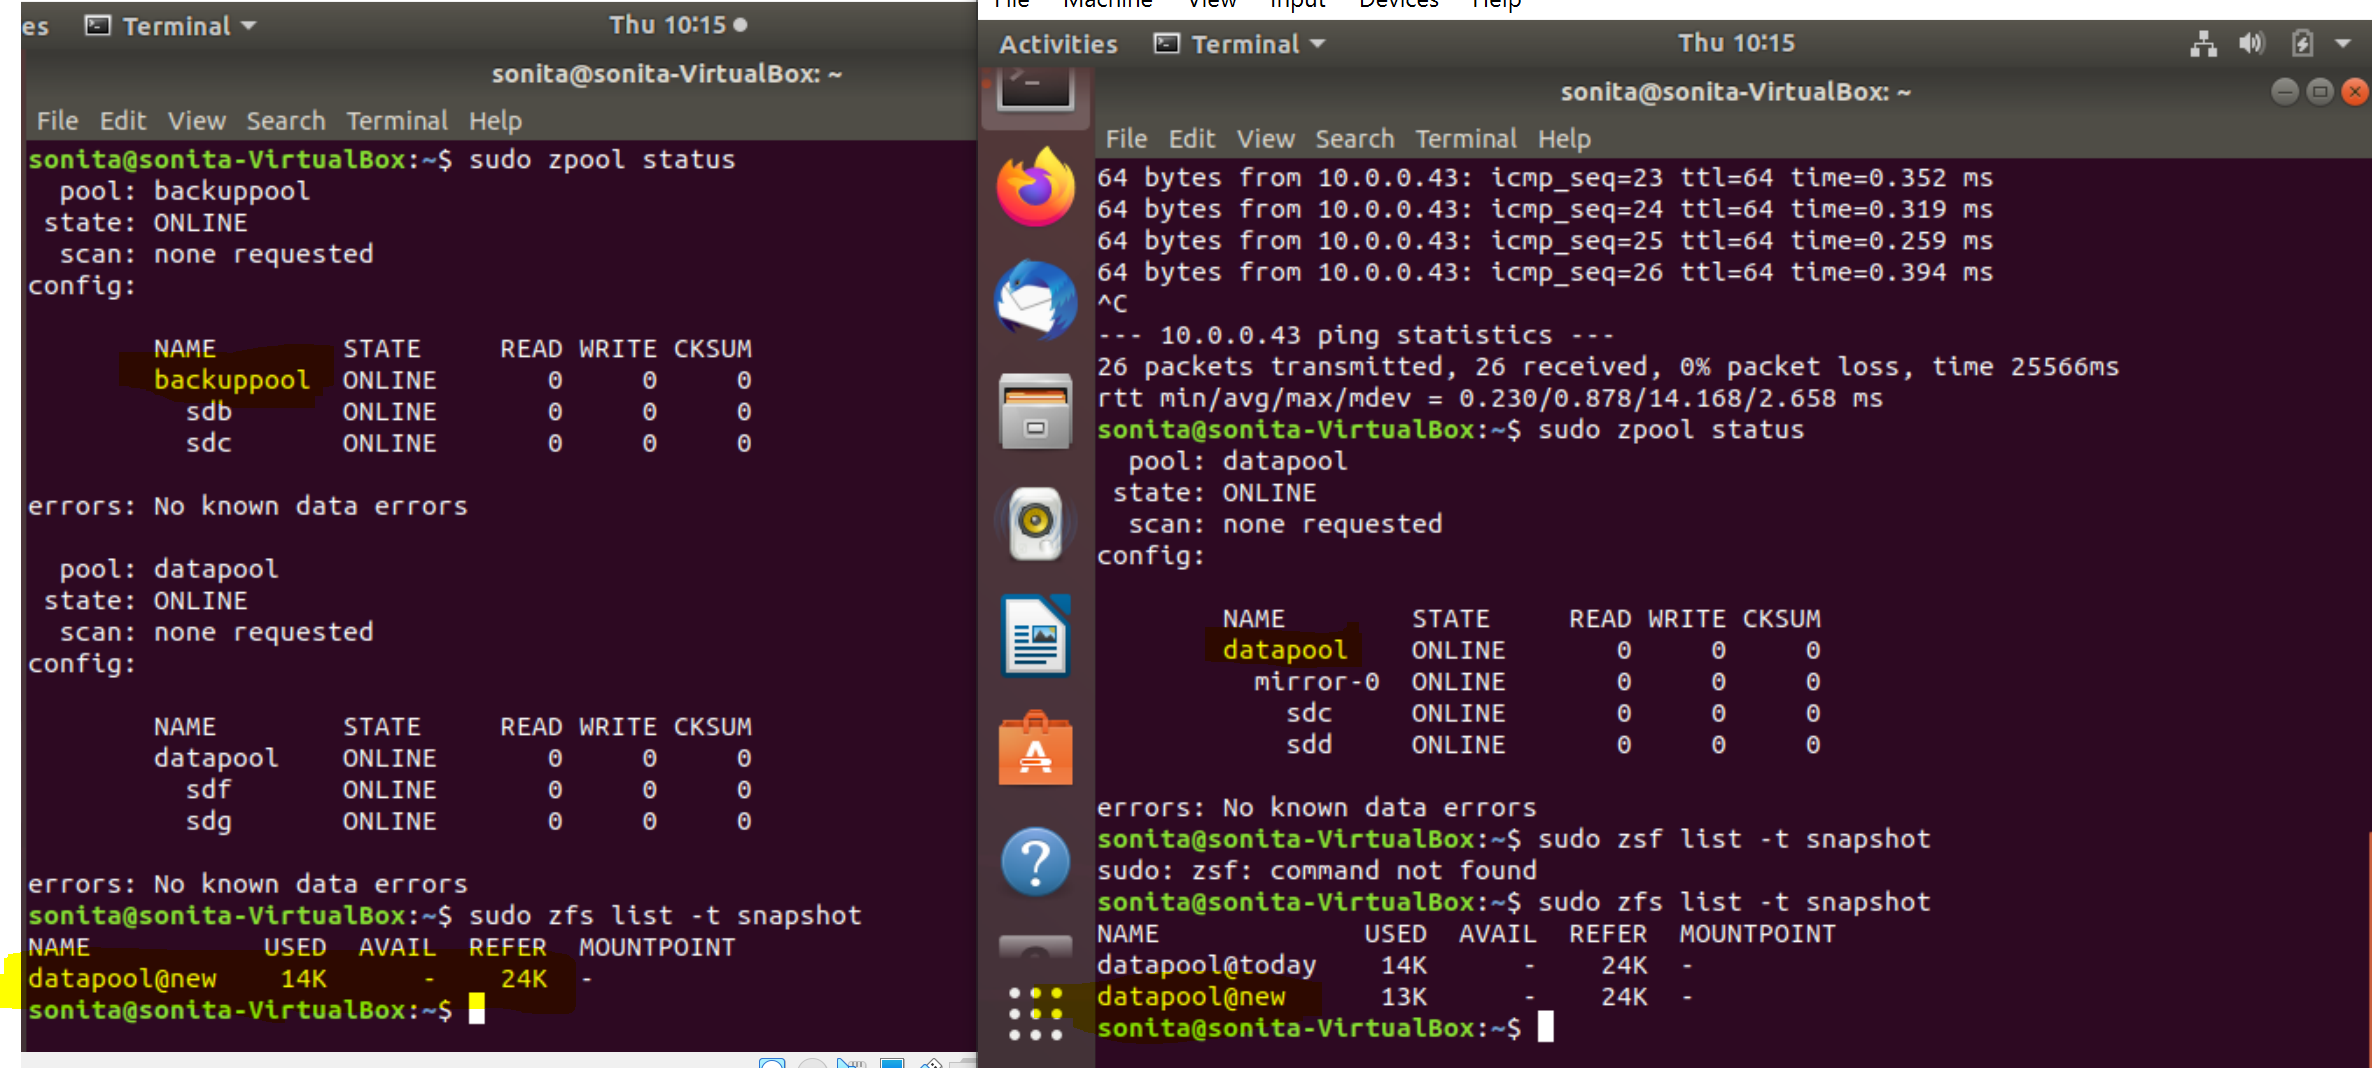 es Terminal Thu 10:15
sonita@sonita-VirtualBox: ~
File Edit View Search Terminal Help
sonita@sonita-VirtualBox:~$ sudo zpool status
  pool: backuppool
 state: ONLINE
  scan: none requested
config:
        NAME        STATE     READ WRITE CKSUM
        backuppool  ONLINE       0     0     0
          sdb       ONLINE       0     0     0
          sdc       ONLINE       0     0     0
errors: No known data errors
  pool: datapool
 state: ONLINE
  scan: none requested
config:
        NAME        STATE     READ WRITE CKSUM
        datapool    ONLINE       0     0     0
          sdf       ONLINE       0     0     0
          sdg       ONLINE       0     0     0
errors: No known data errors
sonita@sonita-VirtualBox:~$ sudo zfs list -t snapshot
NAME           USED  AVAIL  REFER  MOUNTPOINT
datapool@new    14K      -    24K  -
sonita@sonita-VirtualBox:~$
File Machine View Input Devices Help
Activities Terminal Thu 10:15
sonita@sonita-VirtualBox: ~
File Edit View Search Terminal Help
64 bytes from 10.0.0.43: icmp_seq=23 ttl=64 time=0.352 ms
64 bytes from 10.0.0.43: icmp_seq=24 ttl=64 time=0.319 ms
64 bytes from 10.0.0.43: icmp_seq=25 ttl=64 time=0.259 ms
64 bytes from 10.0.0.43: icmp_seq=26 ttl=64 time=0.394 ms
^C
--- 10.0.0.43 ping statistics ---
26 packets transmitted, 26 received, 0% packet loss, time 25566ms
rtt min/avg/max/mdev = 0.230/0.878/14.168/2.658 ms
sonita@sonita-VirtualBox:~$ sudo zpool status
  pool: datapool
 state: ONLINE
  scan: none requested
config:
        NAME        STATE     READ WRITE CKSUM
        datapool    ONLINE       0     0     0
          mirror-0  ONLINE       0     0     0
            sdc     ONLINE       0     0     0
            sdd     ONLINE       0     0     0
errors: No known data errors
sonita@sonita-VirtualBox:~$ sudo zsf list -t snapshot
sudo: zsf: command not found
sonita@sonita-VirtualBox:~$ sudo zfs list -t snapshot
NAME             USED  AVAIL  REFER  MOUNTPOINT
datapool@today    14K      -    24K  -
datapool@new      13K      -    24K  -
sonita@sonita-VirtualBox:~$